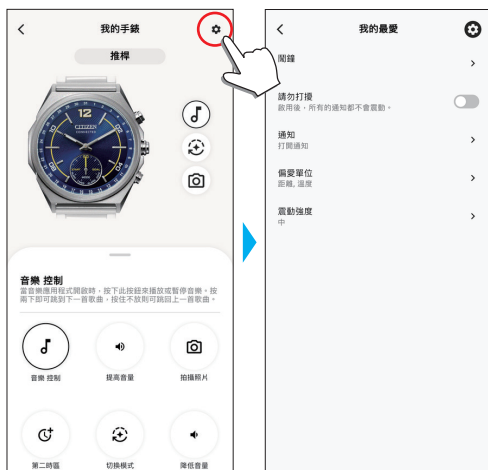 我的手錶
推桿
12
CITIZEN
CONNECTED
音樂 控制
當音樂應用程式開啟時，按下此按鈕來播放或暫停音樂。按
兩下即可跳到下一首歌曲，按住不放則可跳回上一首歌曲。
音樂 控制
提高音量
拍攝照片
第二時區
切換模式
降低音量
我的最愛
鬧鐘
請勿打擾
啟用後，所有的通知都不會震動。
通知
打開通知
偏愛單位
距離, 溫度
震動強度
中